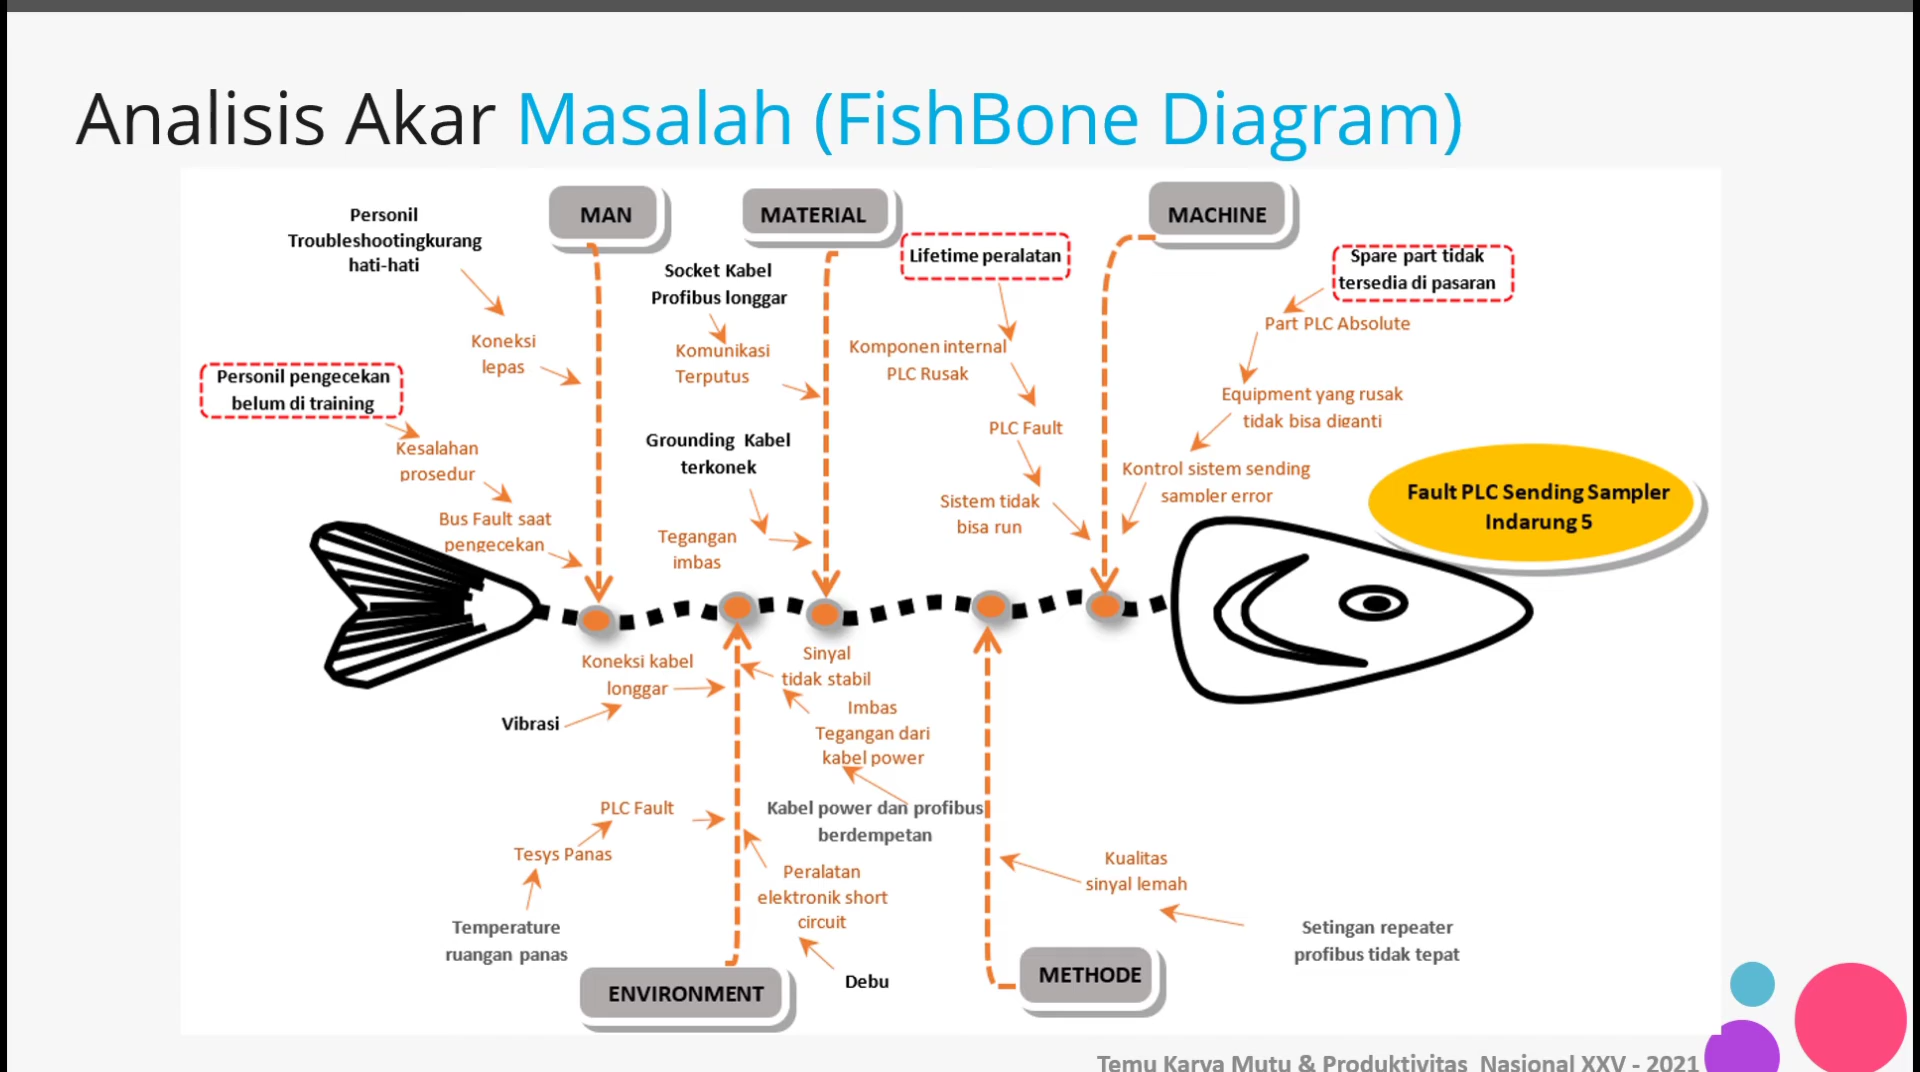 Analisis Akar Masalah (FishBone Diagram)
MAN
Personil
Troubleshootingkurang
hati-hati
Koneksi
lepas
Personil pengecekan
belum di training
Kesalahan
prosedur
Bus Fault saat
pengecekan
MATERIAL
Socket Kabel
Profibus longgar
Komunikasi
Terputus
Grounding Kabel
terkonek
Tegangan
imbas
MACHINE
Lifetime peralatan
Komponen internal
PLC Rusak
PLC Fault
Sistem tidak
bisa run
Spare part tidak
tersedia di pasaran
Part PLC Absolute
Equipment yang rusak
tidak bisa diganti
Kontrol sistem sending
sampler error
Fault PLC Sending Sampler
Indarung 5
Koneksi kabel
longgar
Vibrasi
Sinyal
tidak stabil
Imbas
Tegangan dari
kabel power
Kabel power dan profibus
berdempetan
PLC Fault
Tesys Panas
Temperature
ruangan panas
Peralatan
elektronik short
circuit
Debu
ENVIRONMENT
Kualitas
sinyal lemah
Setingan repeater
profibus tidak tepat
METHODE
Temu Karya Mutu & Produktivitas Nasional XXV - 2021